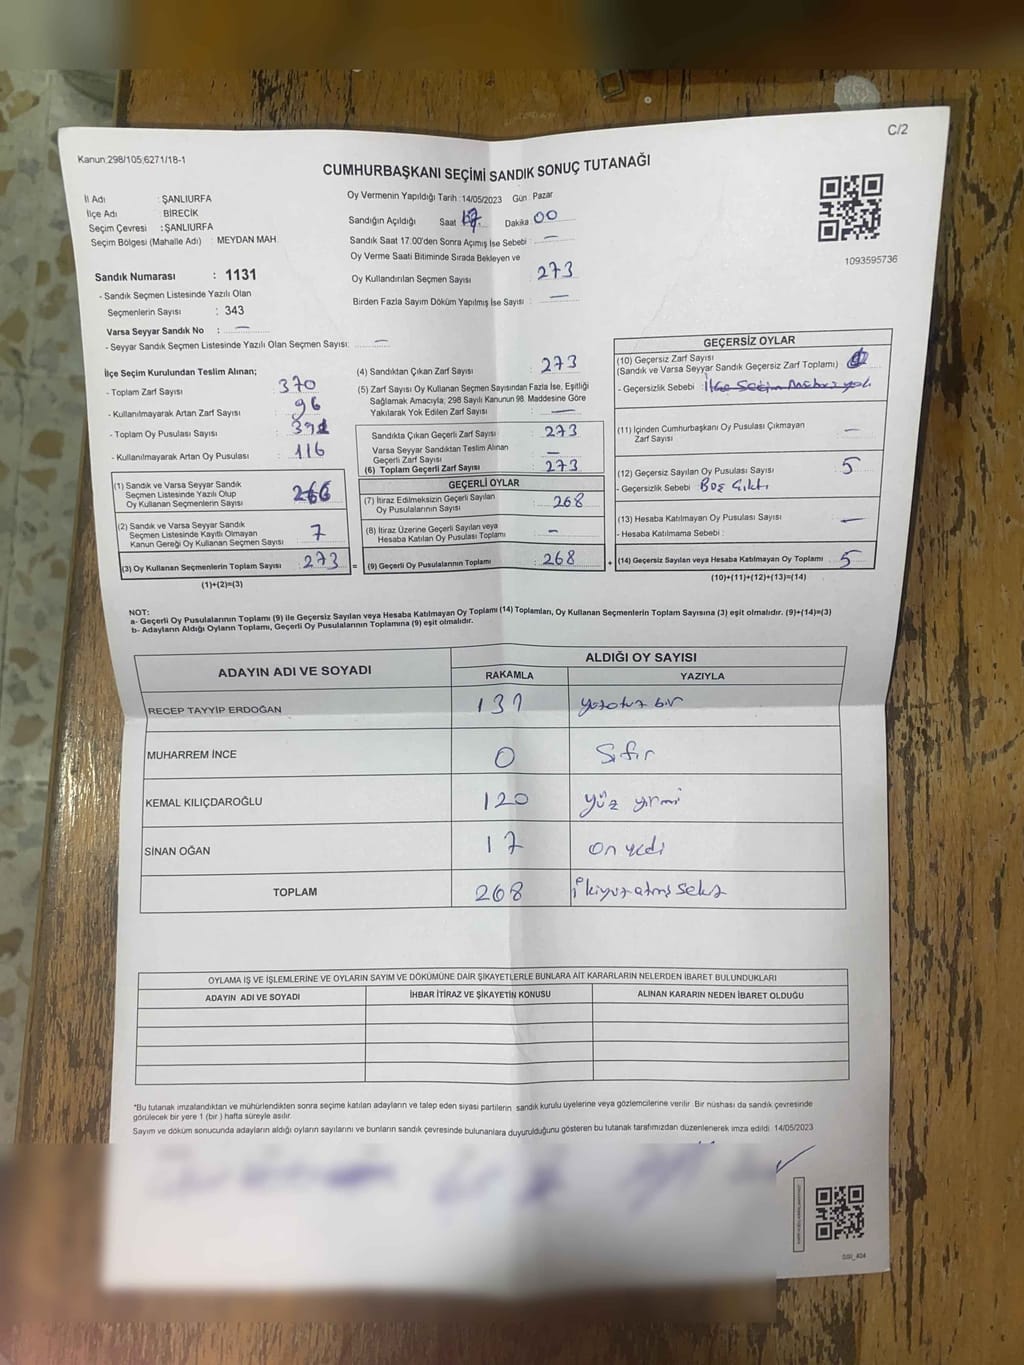 C/2
Kanun,298/105;6271/18-1
CUMHURBAŞKANI SEÇİMİ SANDIK SONUÇ TUTANAĞI
İl Adı : ŞANLIURFA
İlçe Adı : BİRECİK
Seçim Çevresi : ŞANLIURFA
Seçim Bölgesi (Mahalle Adı) : MEYDAN MAH.
Sandık Numarası : 1131
- Sandık Seçmen Listesinde Yazılı Olan
Seçmenlerin Sayısı : 343
Varsa Seyyar Sandık No : —
- Seyyar Sandık Seçmen Listesinde Yazılı Olan Seçmen Sayısı: —
Oy Vermenin Yapıldığı Tarih : 14/05/2023 Gün : Pazar
Sandığın Açıldığı Saat 17 Dakika 00
Sandık Saat 17.00'den Sonra Açımış İse Sebebi : —
Oy Verme Saati Bitiminde Sırada Bekleyen ve
Oy Kullandırılan Seçmen Sayısı : 273
Birden Fazla Sayım Döküm Yapılmış İse Sayısı : —
1093595736
İlçe Seçim Kurulundan Teslim Alınan;
- Toplam Zarf Sayısı : 370
- Kullanılmayarak Artan Zarf Sayısı : 96
- Toplam Oy Pusulası Sayısı :
- Kullanılmayarak Artan Oy Pusulası : 116
(1) Sandık ve Varsa Seyyar Sandık
Seçmen Listesinde Yazılı Olup
Oy Kullanan Seçmenlerin Sayısı : 266
(2) Sandık ve Varsa Seyyar Sandık
Seçmen Listesinde Kayıtlı Olmayan
Kanun Gereği Oy Kullanan Seçmen Sayısı : 7
(3) Oy Kullanan Seçmenlerin Toplam Sayısı : 273
(1)+(2)=(3)
(4) Sandıktan Çıkan Zarf Sayısı : 273
(5) Zarf Sayısı Oy Kullanan Seçmen Sayısından Fazla İse, Eşitliği
Sağlamak Amacıyla; 298 Sayılı Kanunun 98. Maddesine Göre
Yakılarak Yok Edilen Zarf Sayısı : —
Sandıkta Çıkan Geçerli Zarf Sayısı : 273
Varsa Seyyar Sandıktan Teslim Alınan
Geçerli Zarf Sayısı : —
(6) Toplam Geçerli Zarf Sayısı : 273
GEÇERLİ OYLAR
(7) İtiraz Edilmeksizin Geçerli Sayılan
Oy Pusulalarının Sayısı : 268
(8) İtiraz Üzerine Geçerli Sayılan veya
Hesaba Katılan Oy Pusulası Toplamı : —
= (9) Geçerli Oy Pusulalarının Toplamı : 268
GEÇERSİZ OYLAR
(10) Geçersiz Zarf Sayısı
(Sandık ve Varsa Seyyar Sandık Geçersiz Zarf Toplamı)
- Geçersizlik Sebebi : İlçe Seçim
(11) İçinden Cumhurbaşkanı Oy Pusulası Çıkmayan
Zarf Sayısı : —
(12) Geçersiz Sayılan Oy Pusulası Sayısı : 5
- Geçersizlik Sebebi : Boş Çıktı
(13) Hesaba Katılmayan Oy Pusulası Sayısı : —
- Hesaba Katılmama Sebebi :
+ (14) Geçersiz Sayılan veya Hesaba Katılmayan Oy Toplamı : 5
(10)+(11)+(12)+(13)=(14)
NOT:
a- Geçerli Oy Pusulalarının Toplamı (9) ile Geçersiz Sayılan veya Hesaba Katılmayan Oy Toplamı (14) Toplamları, Oy Kullanan Seçmenlerin Toplam Sayısına (3) eşit olmalıdır. (9)+(14)=(3)
b- Adayların Aldığı Oyların Toplamı, Geçerli Oy Pusulalarının Toplamına (9) eşit olmalıdır.
ADAYIN ADI VE SOYADI ALDIĞI OY SAYISI
RAKAMLA YAZIYLA
RECEP TAYYİP ERDOĞAN 131 yüzotuz bir
MUHARREM İNCE 0 Sıfır
KEMAL KILIÇDAROĞLU 120 yüz yirmi
SİNAN OĞAN 17 on yedi
TOPLAM 268 ikiyüzatmış Sekiz
OYLAMA İŞ VE İŞLEMLERİNE VE OYLARIN SAYIM VE DÖKÜMÜNE DAİR ŞİKAYETLERLE BUNLARA AİT KARARLARIN NELERDEN İBARET BULUNDUKLARI
ADAYIN ADI VE SOYADI İHBAR İTİRAZ VE ŞİKAYETİN KONUSU ALINAN KARARIN NEDEN İBARET OLDUĞU
*Bu tutanak imzalandıktan ve mühürlendikten sonra seçime katılan adayların ve talep eden siyasi partilerin sandık kurulu üyelerine veya gözlemcilerine verilir. Bir nüshası da sandık çevresinde
görülecek bir yere 1 (bir ) hafta süreyle asılır.
Sayım ve döküm sonucunda adayların aldığı oyların sayılarını ve bunların sandık çevresinde bulunanlara duyurulduğunu gösteren bu tutanak tarafımızdan düzenlenerek imza edildi. 14/05/2023